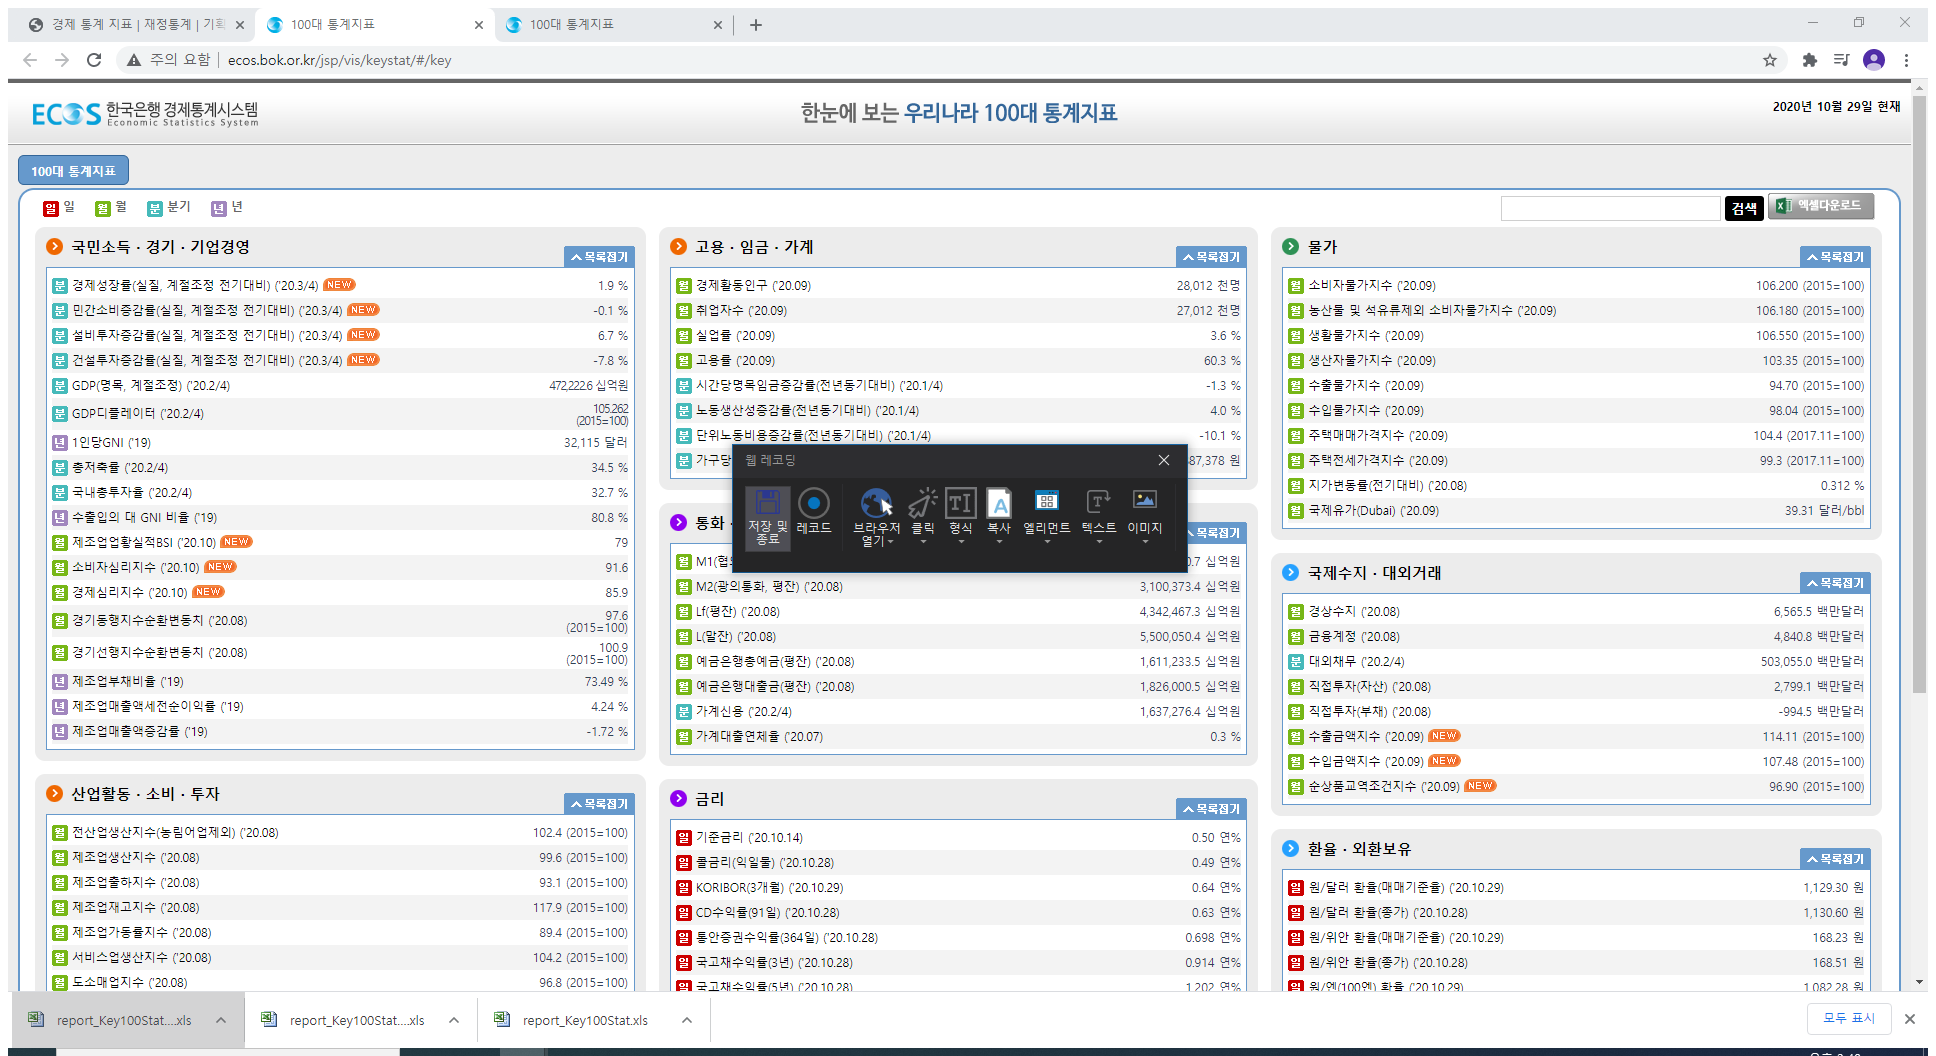 경제 통계 지표 | 재정통계 | 기획
100대 통계지표
100대 통계지표
주의 요함
ecos.bok.or.kr/jsp/vis/keystat/#/key
ECOS 한국은행 경제통계시스템
Economic Statistics System
한눈에 보는 우리나라 100대 통계지표
2020년 10월 29일 현재
100대 통계지표
일 일 월 월 분 분기 년 년
검색
엑셀다운로드
국민소득 · 경기 · 기업경영
목록접기
분 경제성장률(실질, 계절조정 전기대비) ('20.3/4) NEW 1.9 %
분 민간소비증감률(실질, 계절조정 전기대비) ('20.3/4) NEW -0.1 %
분 설비투자증감률(실질, 계절조정 전기대비) ('20.3/4) NEW 6.7 %
분 건설투자증감률(실질, 계절조정 전기대비) ('20.3/4) NEW -7.8 %
분 GDP(명목, 계절조정) ('20.2/4) 472,222.6 십억원
분 GDP디플레이터 ('20.2/4) 105.262 (2015=100)
년 1인당GNI ('19) 32,115 달러
분 총저축률 ('20.2/4) 34.5 %
분 국내총투자율 ('20.2/4) 32.7 %
년 수출입의 대 GNI 비율 ('19) 80.8 %
월 제조업업황실적BSI ('20.10) NEW 79
월 소비자심리지수 ('20.10) NEW 91.6
월 경제심리지수 ('20.10) NEW 85.9
월 경기동행지수순환변동치 ('20.08) 97.6 (2015=100)
월 경기선행지수순환변동치 ('20.08) 100.9 (2015=100)
년 제조업부채비율 ('19) 73.49 %
년 제조업매출액세전순이익률 ('19) 4.24 %
년 제조업매출액증감률 ('19) -1.72 %
산업활동 · 소비 · 투자
목록접기
월 전산업생산지수(농림어업제외) ('20.08) 102.4 (2015=100)
월 제조업생산지수 ('20.08) 99.6 (2015=100)
월 제조업출하지수 ('20.08) 93.1 (2015=100)
월 제조업재고지수 ('20.08) 117.9 (2015=100)
월 제조업가동률지수 ('20.08) 89.4 (2015=100)
월 서비스업생산지수 ('20.08) 104.2 (2015=100)
월 도소매업지수 ('20.08) 96.8 (2015=100)
고용 · 임금 · 가계
목록접기
월 경제활동인구 ('20.09) 28,012 천명
월 취업자수 ('20.09) 27,012 천명
월 실업률 ('20.09) 3.6 %
월 고용률 ('20.09) 60.3 %
분 시간당명목임금증감률(전년동기대비) ('20.1/4) -1.3 %
분 노동생산성증감률(전년동기대비) ('20.1/4) 4.0 %
분 단위노동비용증감률(전년동기대비) ('20.1/4) -10.1 %
분 가구당 87,378 원
웹 레코딩
저장 및 종료
레코드
브라우저 열기
클릭
형식
복사
엘리먼트
텍스트
이미지
통화
목록접기
월 M1(협 0.7 십억원
월 M2(광의통화, 평잔) ('20.08) 3,100,373.4 십억원
월 Lf(평잔) ('20.08) 4,342,467.3 십억원
월 L(말잔) ('20.08) 5,500,050.4 십억원
월 예금은행총예금(평잔) ('20.08) 1,611,233.5 십억원
월 예금은행대출금(평잔) ('20.08) 1,826,000.5 십억원
분 가계신용 ('20.2/4) 1,637,276.4 십억원
월 가계대출연체율 ('20.07) 0.3 %
금리
목록접기
일 기준금리 ('20.10.14) 0.50 연%
일 콜금리(익일물) ('20.10.28) 0.49 연%
일 KORIBOR(3개월) ('20.10.29) 0.64 연%
일 CD수익률(91일) ('20.10.28) 0.63 연%
일 통안증권수익률(364일) ('20.10.28) 0.698 연%
일 국고채수익률(3년) ('20.10.28) 0.914 연%
일 국고채수익률(5년) ('20.10.28) 1.202 연%
물가
목록접기
월 소비자물가지수 ('20.09) 106.200 (2015=100)
월 농산물 및 석유류제외 소비자물가지수 ('20.09) 106.180 (2015=100)
월 생활물가지수 ('20.09) 106.550 (2015=100)
월 생산자물가지수 ('20.09) 103.35 (2015=100)
월 수출물가지수 ('20.09) 94.70 (2015=100)
월 수입물가지수 ('20.09) 98.04 (2015=100)
월 주택매매가격지수 ('20.09) 104.4 (2017.11=100)
월 주택전세가격지수 ('20.09) 99.3 (2017.11=100)
월 지가변동률(전기대비) ('20.08) 0.312 %
월 국제유가(Dubai) ('20.09) 39.31 달러/bbl
국제수지 · 대외거래
목록접기
월 경상수지 ('20.08) 6,565.5 백만달러
월 금융계정 ('20.08) 4,840.8 백만달러
분 대외채무 ('20.2/4) 503,055.0 백만달러
월 직접투자(자산) ('20.08) 2,799.1 백만달러
월 직접투자(부채) ('20.08) -994.5 백만달러
월 수출금액지수 ('20.09) NEW 114.11 (2015=100)
월 수입금액지수 ('20.09) NEW 107.48 (2015=100)
월 순상품교역조건지수 ('20.09) NEW 96.90 (2015=100)
환율 · 외환보유
목록접기
일 원/달러 환율(매매기준율) ('20.10.29) 1,129.30 원
일 원/달러 환율(종가) ('20.10.28) 1,130.60 원
일 원/위안 환율(매매기준율) ('20.10.29) 168.23 원
일 원/위안 환율(종가) ('20.10.28) 168.51 원
일 원/엔(100엔) 환율 ('20.10.29) 1,082.28 원
report_Key100Stat....xls
report_Key100Stat....xls
report_Key100Stat.xls
모두 표시